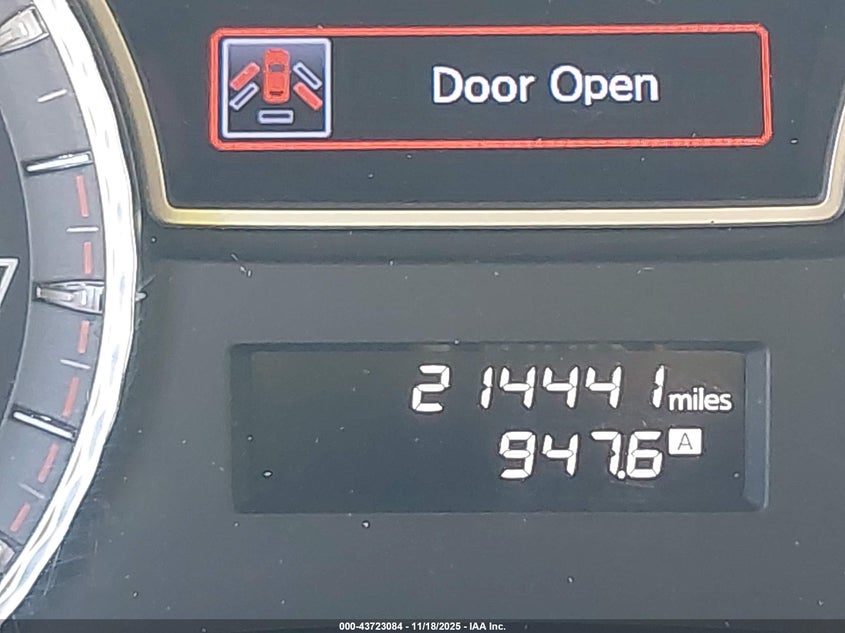 Door Open
214441 miles
947.6 A
000-43723084 - 11/18/2025 - IAA Inc.